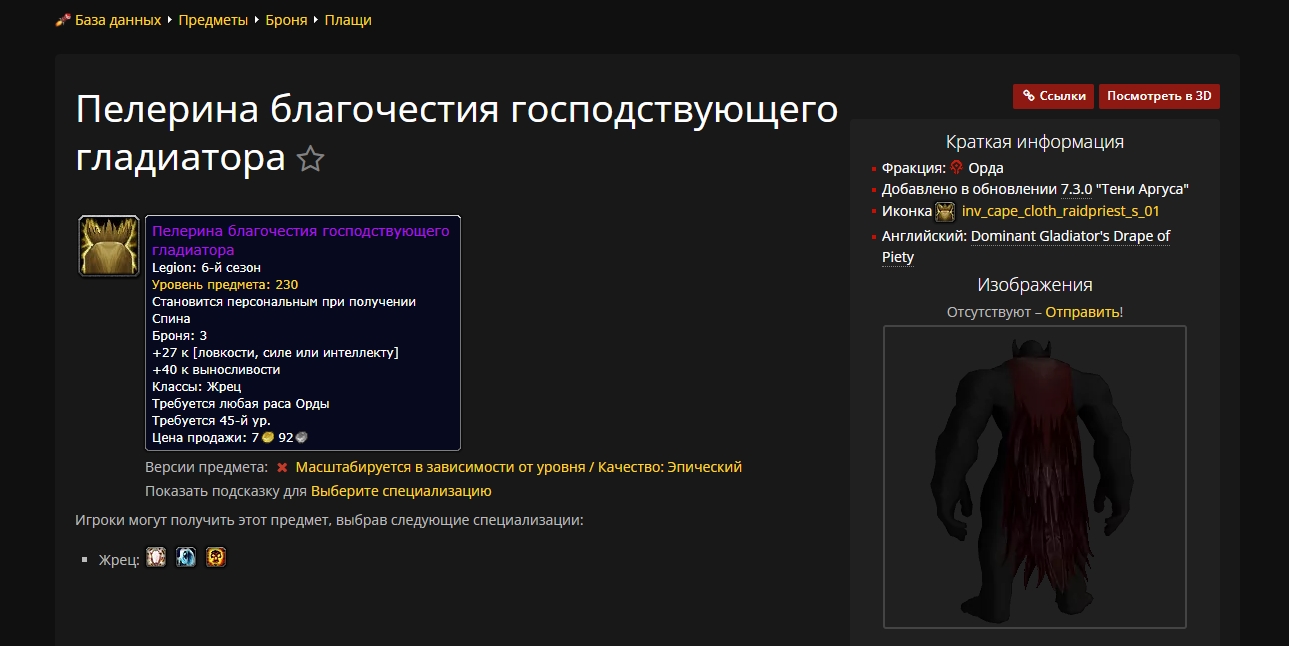 База данных ▸ Предметы ▸ Броня ▸ Плащи
Пелерина благочестия господствующего
гладиатора
Пелерина благочестия господствующего
гладиатора
Legion: 6-й сезон
Уровень предмета: 230
Становится персональным при получении
Спина
Броня: 3
+27 к [ловкости, силе или интеллекту]
+40 к выносливости
Классы: Жрец
Требуется любая раса Орды
Требуется 45-й ур.
Цена продажи: 7 92
Версии предмета: Масштабируется в зависимости от уровня / Качество: Эпический
Показать подсказку для Выберите специализацию
Игроки могут получить этот предмет, выбрав следующие специализации:
Жрец:
Ссылки
Посмотреть в 3D
Краткая информация
Фракция: Орда
Добавлено в обновлении 7.3.0 "Тени Аргуса"
Иконка inv_cape_cloth_raidpriest_s_01
Английский: Dominant Gladiator's Drape of
Piety
Изображения
Отсутствуют – Отправить!